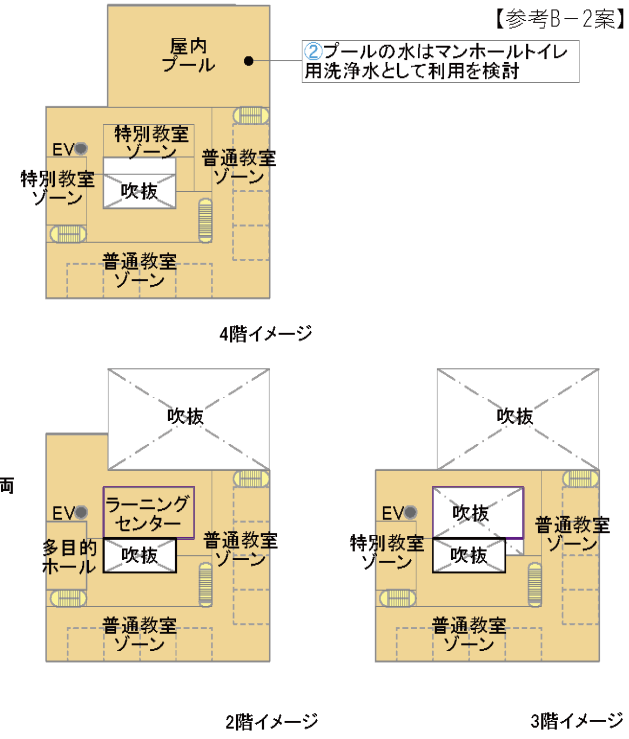 【参考B－2案】
屋内
プール
②プールの水はマンホールトイレ
用洗浄水として利用を検討
特別教室
ゾーン
EV
普通教室
ゾーン
特別教室
ゾーン
吹抜
普通教室
ゾーン
4階イメージ
吹抜
両
ラーニング
センター
EV
多目的
ホール
吹抜
普通教室
ゾーン
普通教室
ゾーン
2階イメージ
吹抜
EV
吹抜
特別教室
ゾーン
吹抜
普通教室
ゾーン
普通教室
ゾーン
3階イメージ